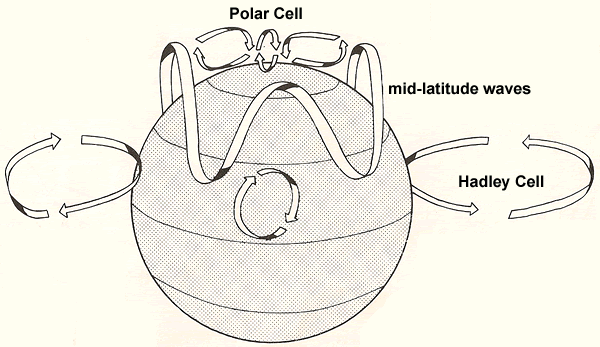 Polar Cell
mid-latitude waves
Hadley Cell